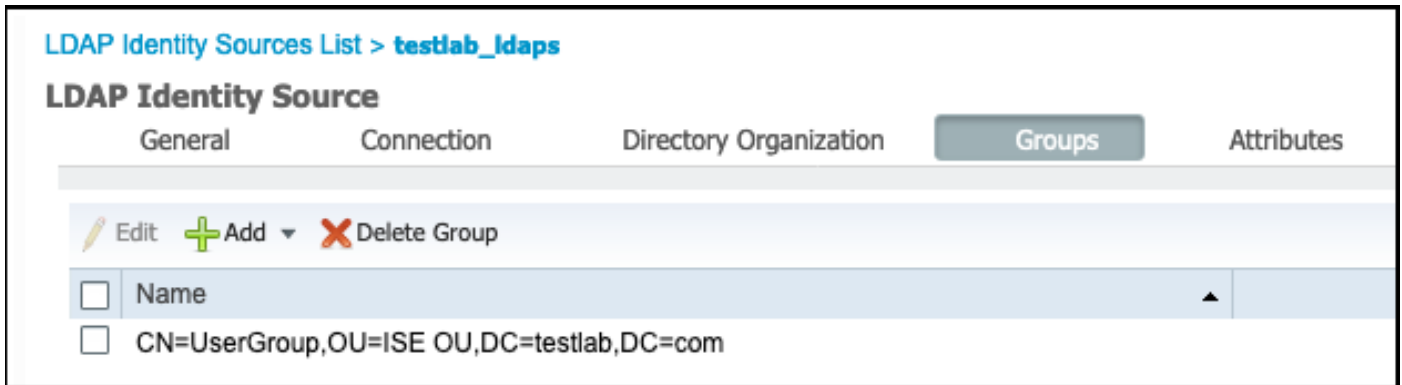 LDAP Identity Sources List > testlab_ldaps
LDAP Identity Source
General Connection Directory Organization Groups Attributes
Edit Add Delete Group
Name
CN=UserGroup,OU=ISE OU,DC=testlab,DC=com